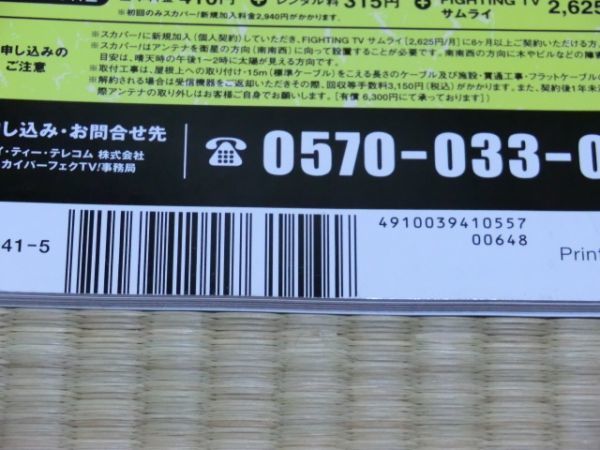 410円 + レンタル料 315円 + FIGHTING TV サムライ 2,625
※初回のみスカパー!新規加入料金2,940円がかかります。
申し込みの
ご注意
※スカパー!に新規加入(個人契約)していただき、FIGHTING TV サムライ[2,625円/月]に6ヶ月以上ご契約いただける方。
※スカパー!はアンテナを衛星の方向(南南西)に向って設置することが必要です。南南西の方向に木やビルなどの障害
目安は、晴天時の午後1~2時に太陽が見える方向です。
※取付工事は、屋根上への取り付け・15m(標準ケーブル)をこえる長さのケーブル及び施設・貫通工事・フラットケーブルの
※解約される場合は受信機器をご返却いただきその際、回収等手数料3,150円(税込)がかかります。また、契約後1年未
際アンテナの取り外しはお客様ご自身でお願いします。[有償 6,300円にて承っております]
し込み・お問合せ先
イ・ティー・テレコム 株式会社
カイパーフェクTV!事務局
0570-033-0
41-5
4910039410557
00648
Print